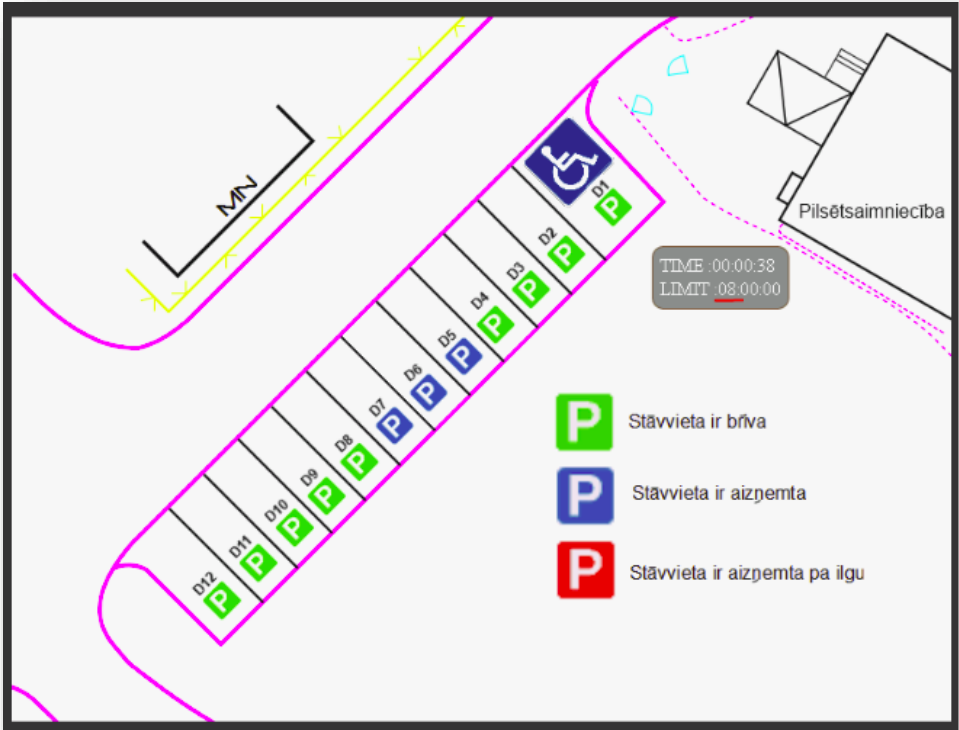 MN
P
D1
P
D2
P
D3
P
D4
P
D5
P
D6
P
D7
P
D8
P
D9
P
D10
P
D11
P
D12
P
Pilsētsaimniecība
TIME :00:00:38
LIMIT :08:00:00
P Stāvvieta ir brīva
P Stāvvieta ir aizņemta
P Stāvvieta ir aizņemta pa ilgu